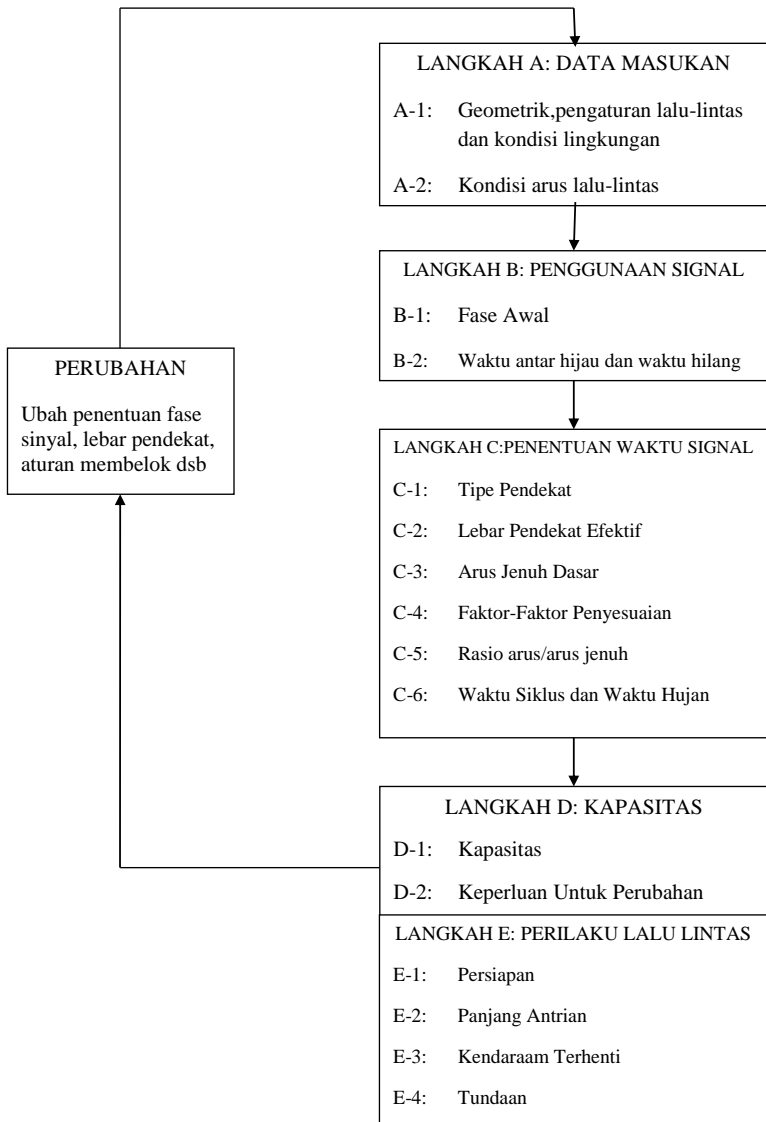 LANGKAH A: DATA MASUKAN
A-1: Geometrik,pengaturan lalu-lintas
dan kondisi lingkungan
A-2: Kondisi arus lalu-lintas
LANGKAH B: PENGGUNAAN SIGNAL
B-1: Fase Awal
B-2: Waktu antar hijau dan waktu hilang
PERUBAHAN
Ubah penentuan fase
sinyal, lebar pendekat,
aturan membelok dsb
LANGKAH C:PENENTUAN WAKTU SIGNAL
C-1: Tipe Pendekat
C-2: Lebar Pendekat Efektif
C-3: Arus Jenuh Dasar
C-4: Faktor-Faktor Penyesuaian
C-5: Rasio arus/arus jenuh
C-6: Waktu Siklus dan Waktu Hujan
LANGKAH D: KAPASITAS
D-1: Kapasitas
D-2: Keperluan Untuk Perubahan
LANGKAH E: PERILAKU LALU LINTAS
E-1: Persiapan
E-2: Panjang Antrian
E-3: Kendaraam Terhenti
E-4: Tundaan